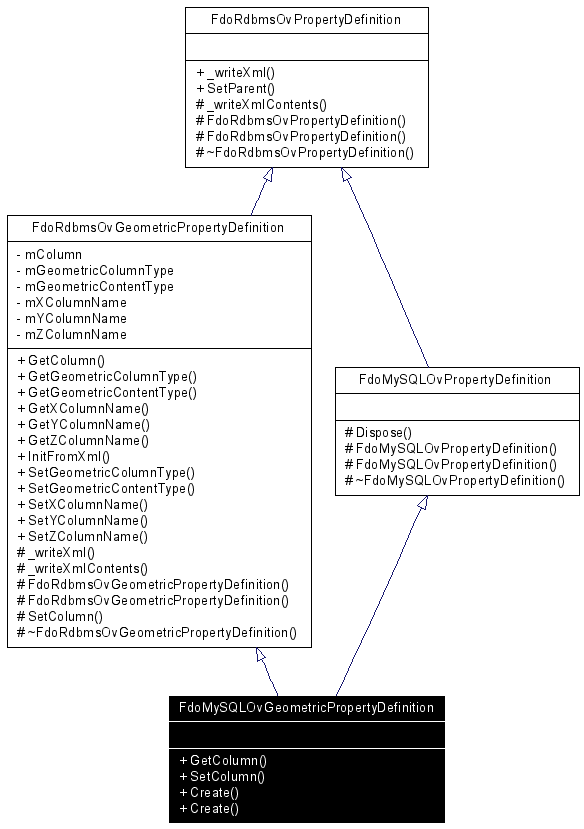 FdoRdbmsOvPropertyDefinition
+ _writeXml()
+ SetParent()
# _writeXmlContents()
# FdoRdbmsOvPropertyDefinition()
# FdoRdbmsOvPropertyDefinition()
# ~FdoRdbmsOvPropertyDefinition()
FdoRdbmsOvGeometricPropertyDefinition
- mColumn
- mGeometricColumnType
- mGeometricContentType
- mXColumnName
- mYColumnName
- mZColumnName
+ GetColumn()
+ GetGeometricColumnType()
+ GetGeometricContentType()
+ GetXColumnName()
+ GetYColumnName()
+ GetZColumnName()
+ InitFromXml()
+ SetGeometricColumnType()
+ SetGeometricContentType()
+ SetXColumnName()
+ SetYColumnName()
+ SetZColumnName()
# _writeXml()
# _writeXmlContents()
# FdoRdbmsOvGeometricPropertyDefinition()
# FdoRdbmsOvGeometricPropertyDefinition()
# SetColumn()
# ~FdoRdbmsOvGeometricPropertyDefinition()
FdoMySQLOvPropertyDefinition
# Dispose()
# FdoMySQLOvPropertyDefinition()
# FdoMySQLOvPropertyDefinition()
# ~FdoMySQLOvPropertyDefinition()
FdoMySQLOvGeometricPropertyDefinition
+ GetColumn()
+ SetColumn()
+ Create()
+ Create()